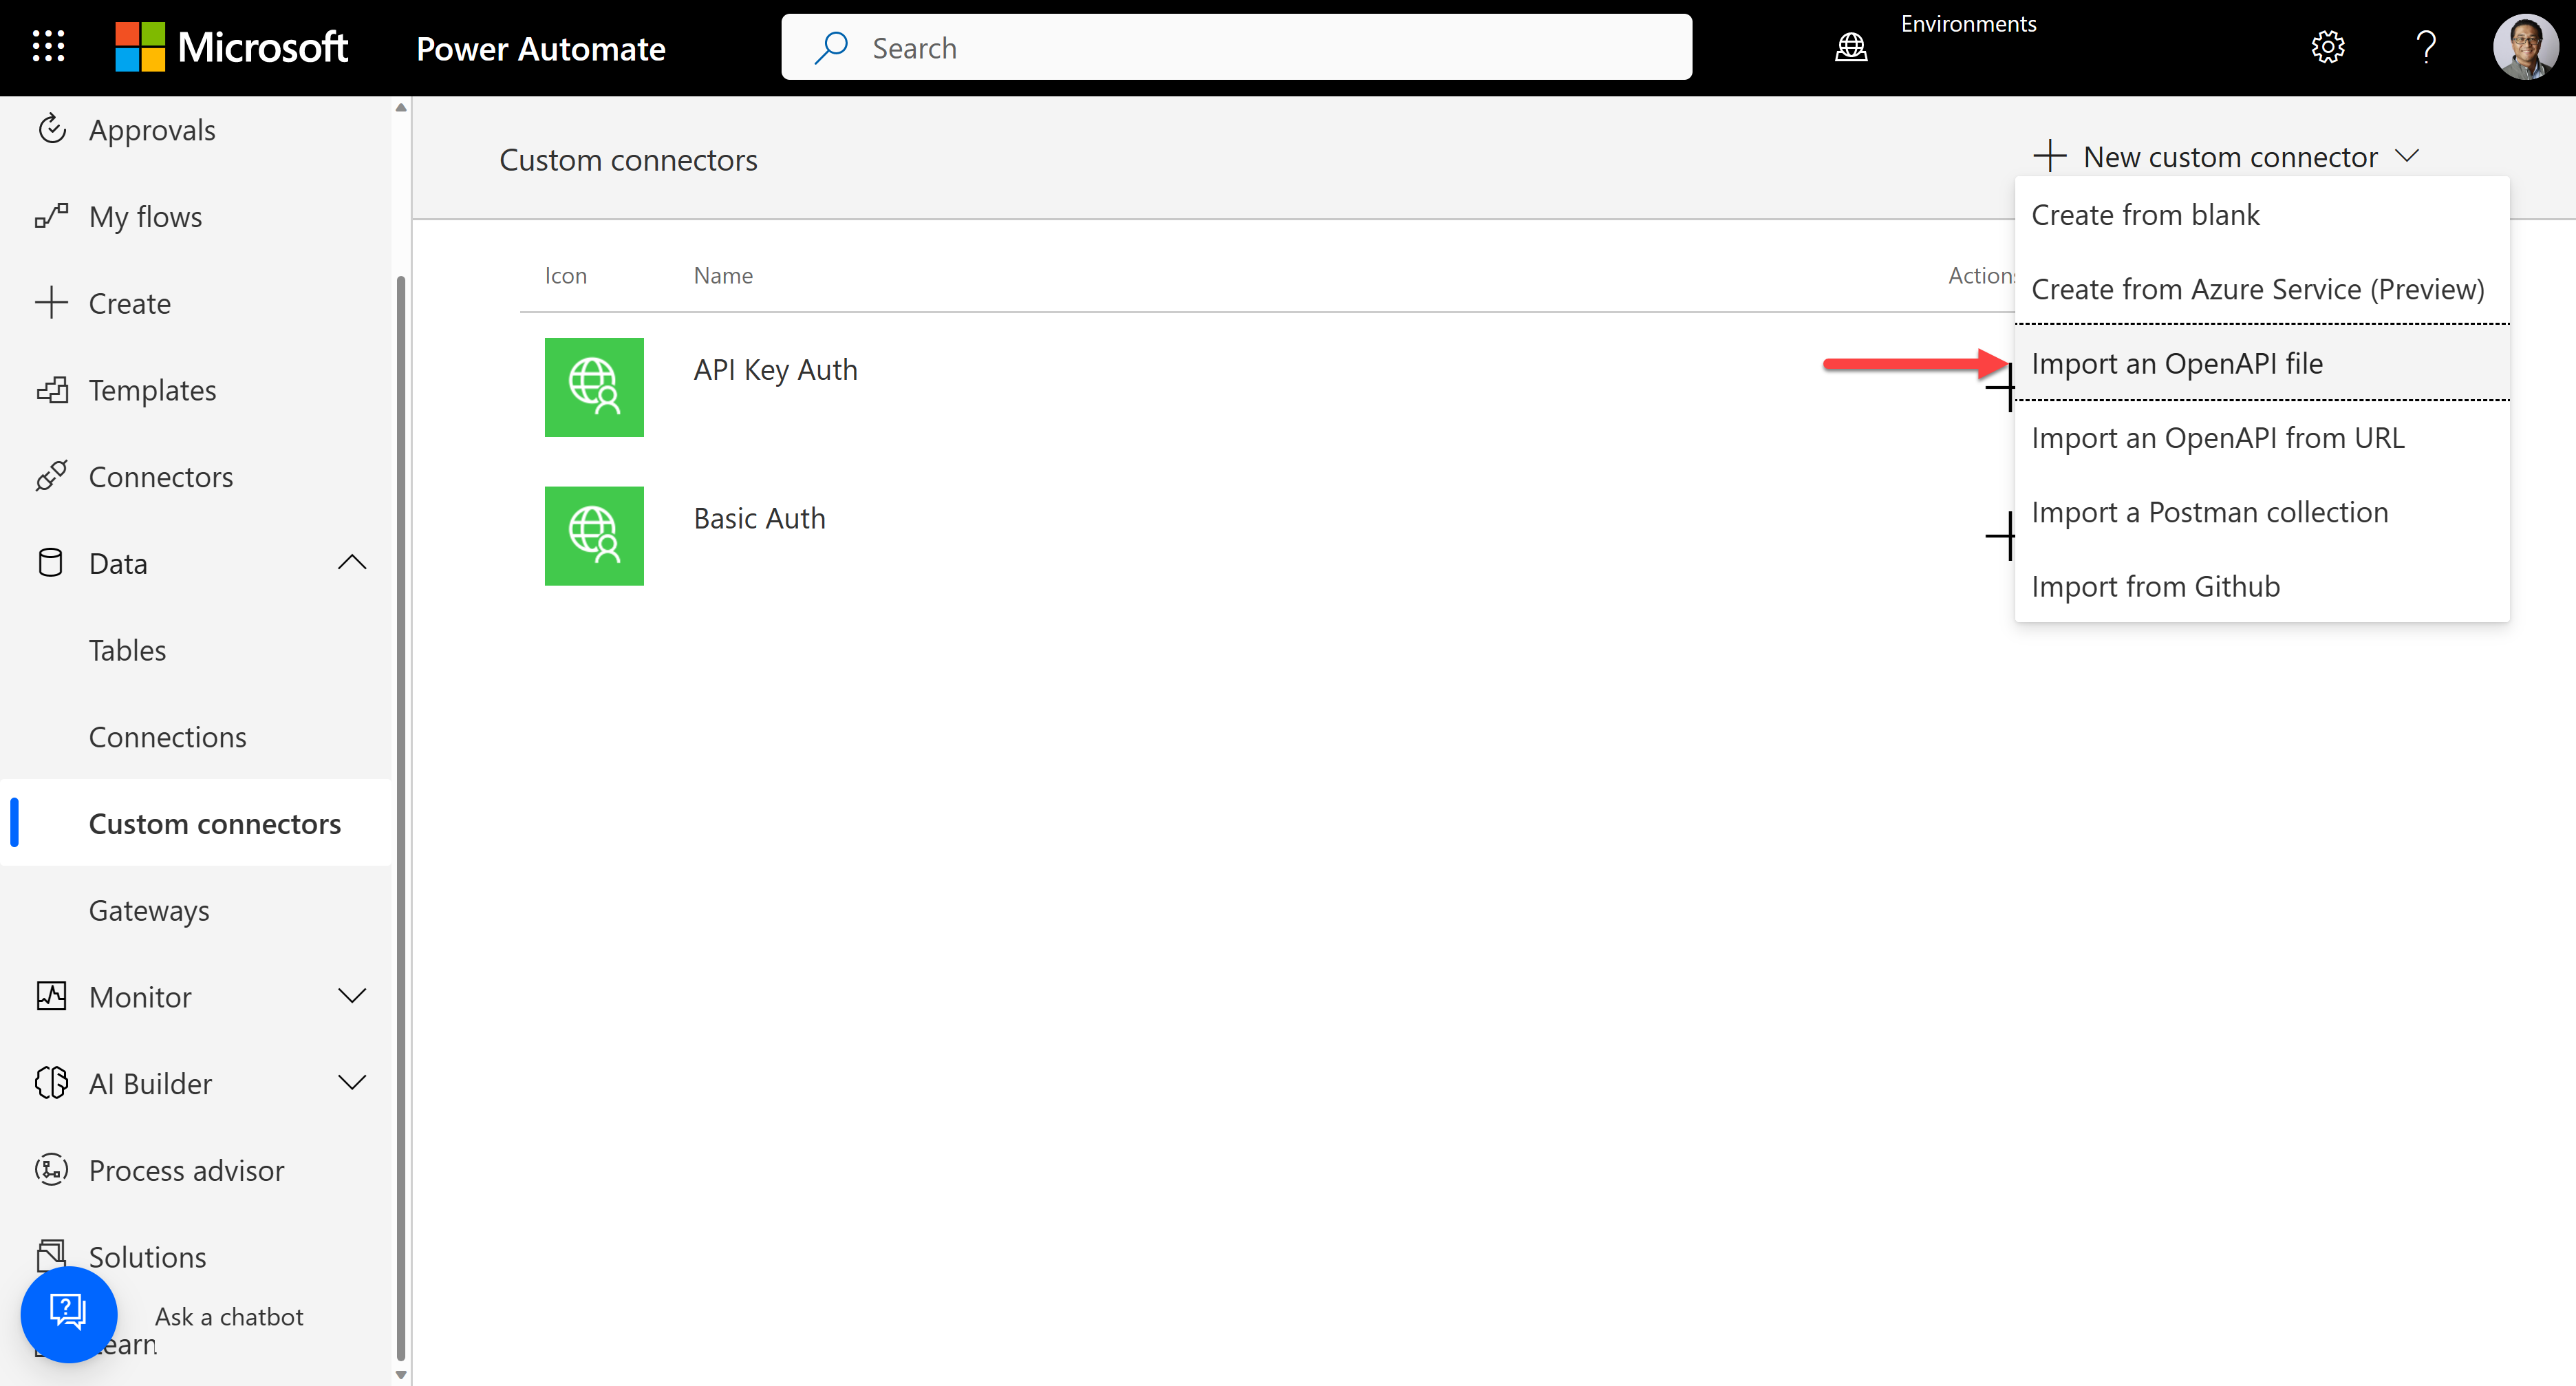 Microsoft
Power Automate
Search
Environments
Approvals
My flows
Create
Templates
Connectors
Data
Tables
Connections
Custom connectors
Gateways
Monitor
AI Builder
Process advisor
Solutions
Ask a chatbot
earn
Custom connectors
New custom connector
Icon
Name
Action
API Key Auth
Basic Auth
Create from blank
Create from Azure Service (Preview)
Import an OpenAPI file
Import an OpenAPI from URL
Import a Postman collection
Import from Github